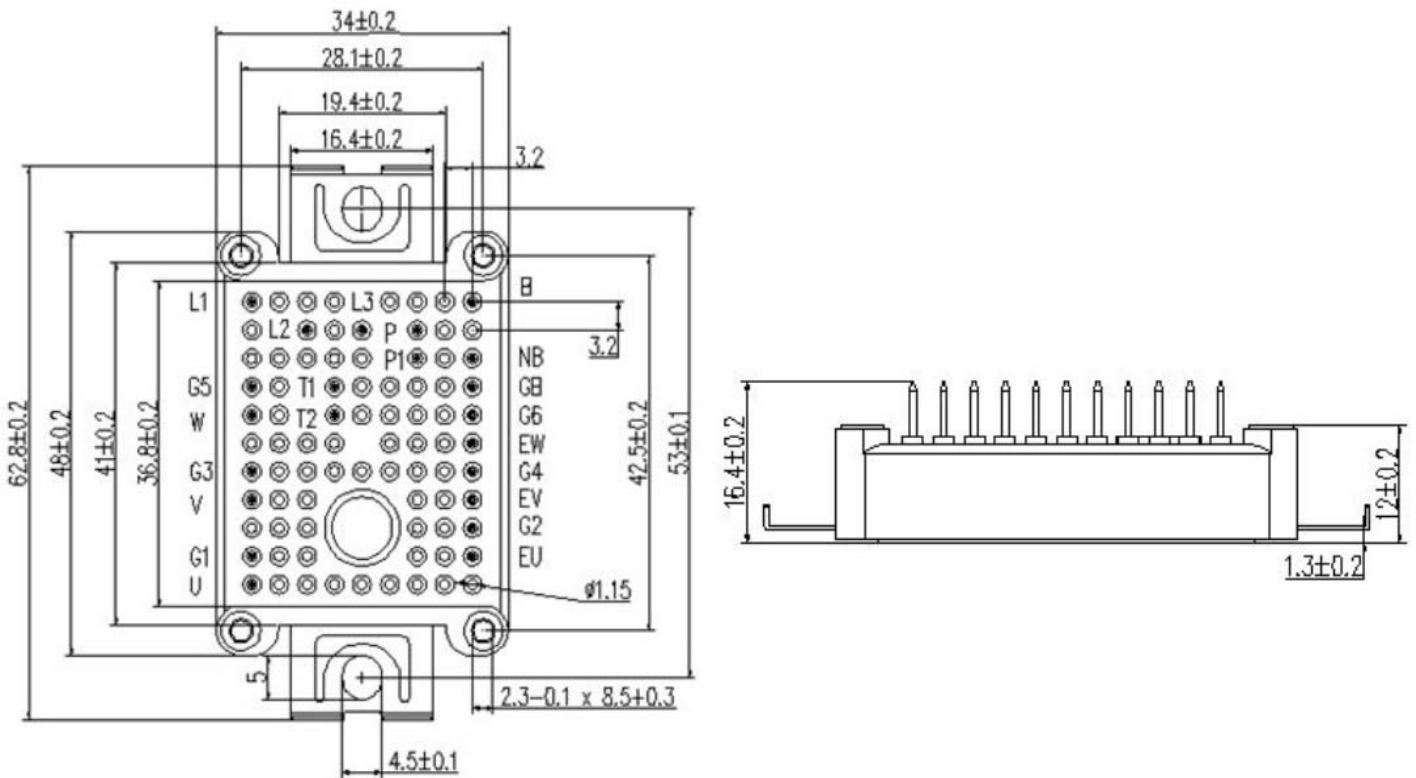 34±0.2
28.1±0.2
19.4±0.2
16.4±0.2
3.2
B
L1 L3
L2 P
3.2
P1 NB
G5 T1 GB
W T2 G6
EW
G3 G4
V EV
G2
G1 EU
U
ø1.15
62.8±0.2
48±0.2
41±0.2
36.8±0.2
42.5±0.2
53±0.1
5
2.3-0.1 x 8.5+0.3
4.5±0.1
16.4±0.2
12±0.2
1.3±0.2